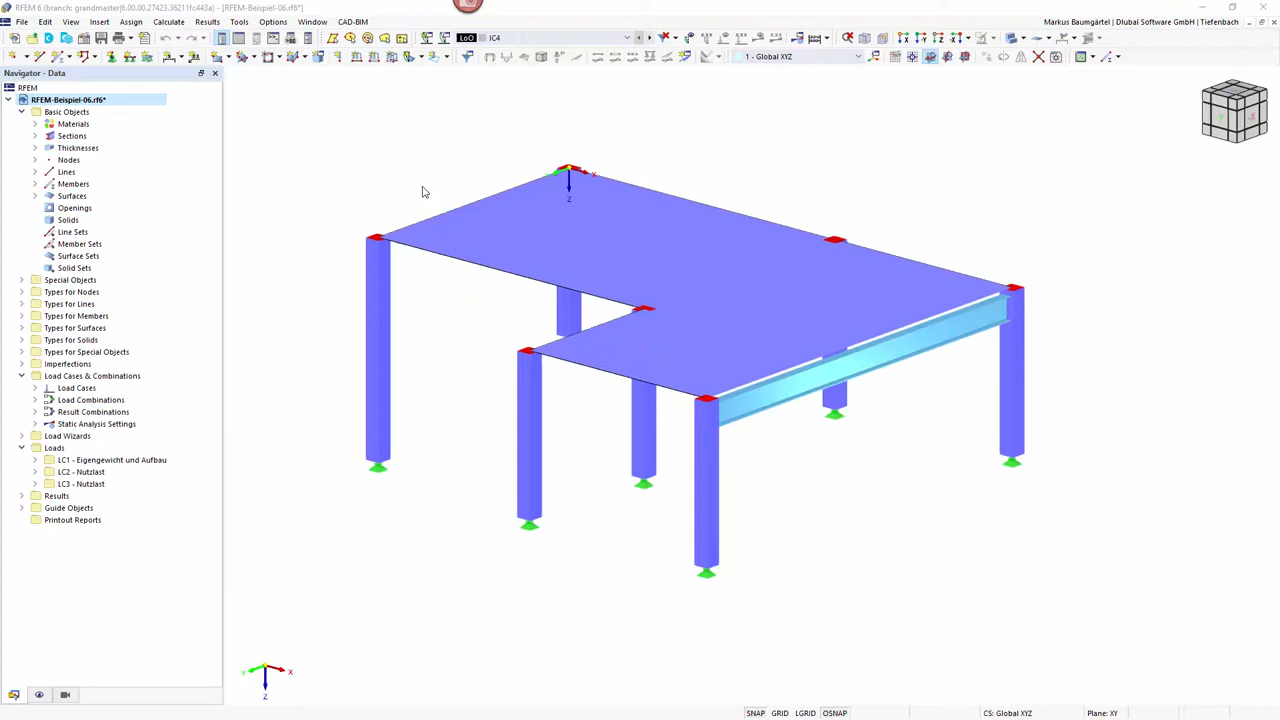 RFEM 6 (branch: grandmaster|6.00.00.27423.36211fc443a) - [RFEM-Beispiel-06.rf6*]
File Edit View Insert Assign Calculate Results Tools Options Window CAD-BIM
Markus Baumgärtel | Dlubal Software GmbH | Tiefenbach
LoO IC4
1 - Global XYZ
Navigator - Data
RFEM
RFEM-Beispiel-06.rf6*
Basic Objects
Materials
Sections
Thicknesses
Nodes
Lines
Members
Surfaces
Openings
Solids
Line Sets
Member Sets
Surface Sets
Solid Sets
Special Objects
Types for Nodes
Types for Lines
Types for Members
Types for Surfaces
Types for Solids
Types for Special Objects
Imperfections
Load Cases & Combinations
Load Cases
Load Combinations
Result Combinations
Static Analysis Settings
Load Wizards
Loads
LC1 - Eigengewicht und Aufbau
LC2 - Nutzlast
LC3 - Nutzlast
Results
Guide Objects
Printout Reports
X
Z
Y
X
Z
SNAP GRID LGRID OSNAP
CS: Global XYZ
Plane: XY